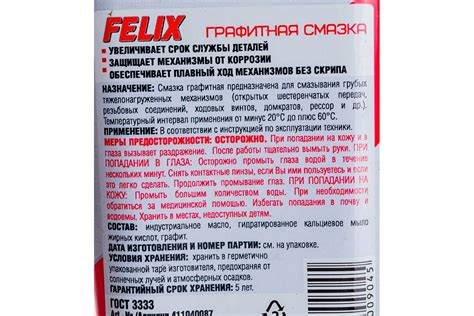 FELIX ГРАФИТНАЯ СМАЗКА
УВЕЛИЧИВАЕТ СРОК СЛУЖБЫ ДЕТАЛЕЙ
ЗАЩИЩАЕТ МЕХАНИЗМЫ ОТ КОРРОЗИИ
ОБЕСПЕЧИВАЕТ ПЛАВНЫЙ ХОД МЕХАНИЗМОВ БЕЗ СКРИПА
НАЗНАЧЕНИЕ: Смазка графитная предназначена для смазывания грубых
тяжелонагруженных механизмов (открытых шестеренчатых передач,
резьбовых соединений, ходовых винтов, домкратов, рессор и др.).
Температурный интервал применения от минус 20°С до плюс 60°С.
ПРИМЕНЕНИЕ: В соответствии с инструкцией по эксплуатации техники.
МЕРЫ ПРЕДОСТОРОЖНОСТИ: ОСТОРОЖНО. При попадании на кожу и в
глаза вызывает раздражение. После работы тщательно вымыть руки. ПРИ
ПОПАДАНИИ В ГЛАЗА: Осторожно промыть глаза водой в течение
нескольких минут. Снять контактные линзы, если Вы ими пользуетесь и если
это легко сделать. Продолжить промывание глаз. ПРИ ПОПАДАНИИ НА
КОЖУ: Промыть большим количеством воды. При необходимости
обратиться за медицинской помощью. Избегать попадания в почву и
водоемы. Хранить в местах, недоступных детям.
СОСТАВ: индустриальное масло, гидратированное кальциевое мыло
жирных кислот, графит.
ДАТА ИЗГОТОВЛЕНИЯ И НОМЕР ПАРТИИ: см. на упаковке.
УСЛОВИЯ ХРАНЕНИЯ: хранить в герметично
упакованной таре изготовителя, предохраняя от
солнечных лучей и атмосферных осадков.
ГАРАНТИЙНЫЙ СРОК ХРАНЕНИЯ: 5 лет.
ГОСТ 3333
Art. №/Артикул 411040087
009045